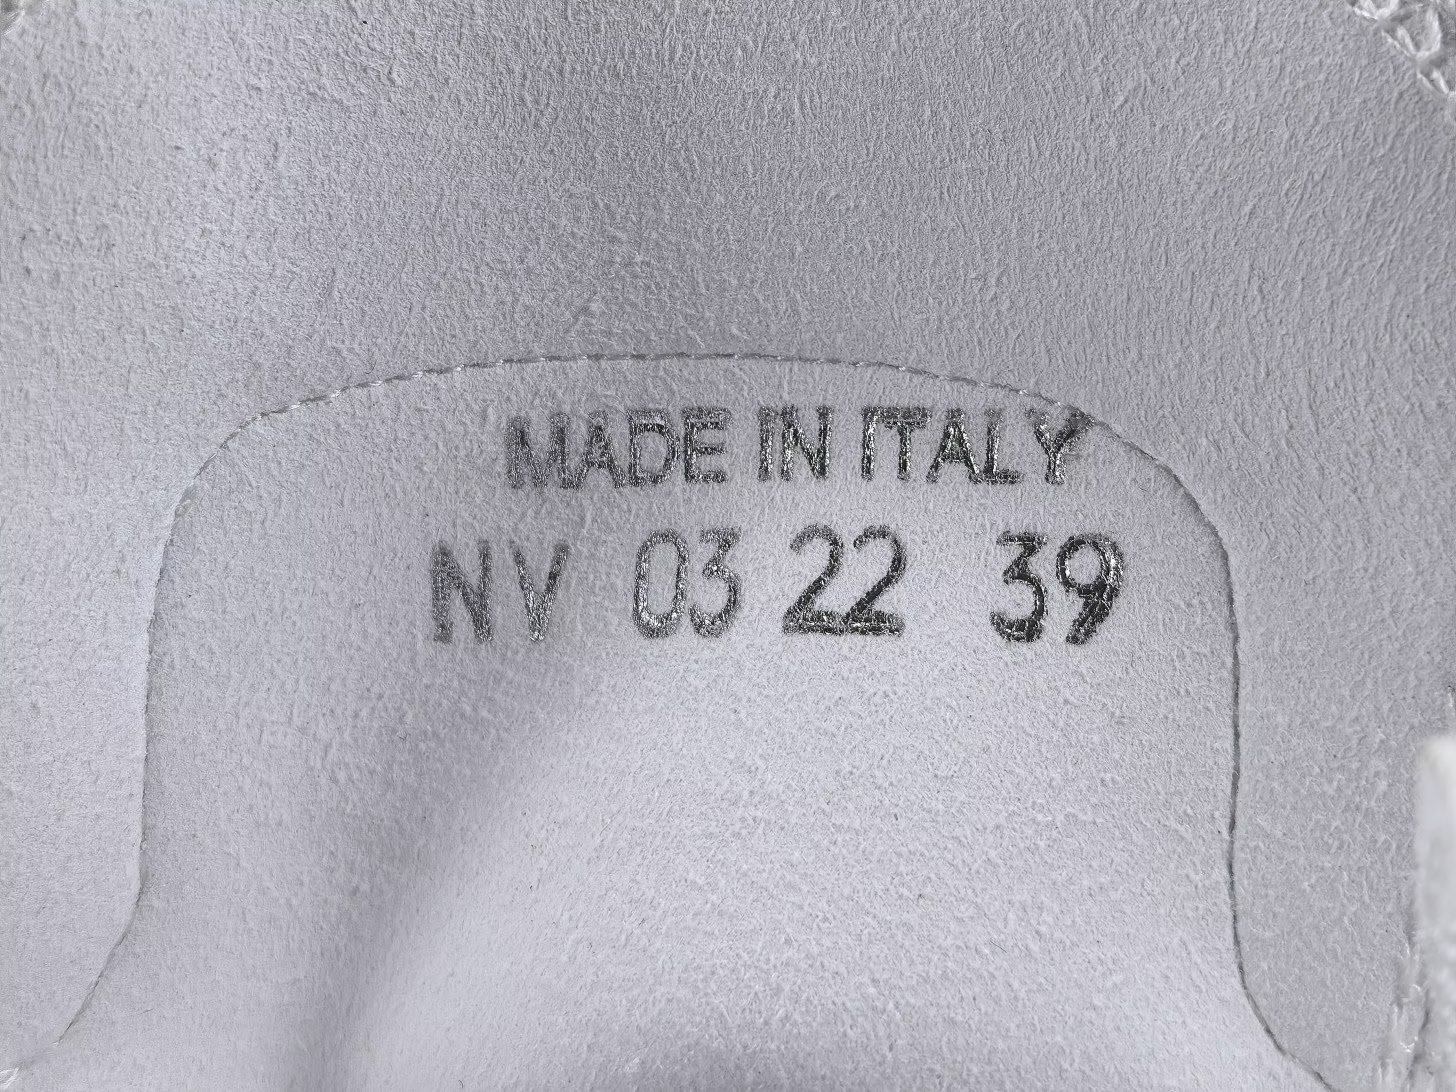 MADE IN ITALY
NV 03 22 39